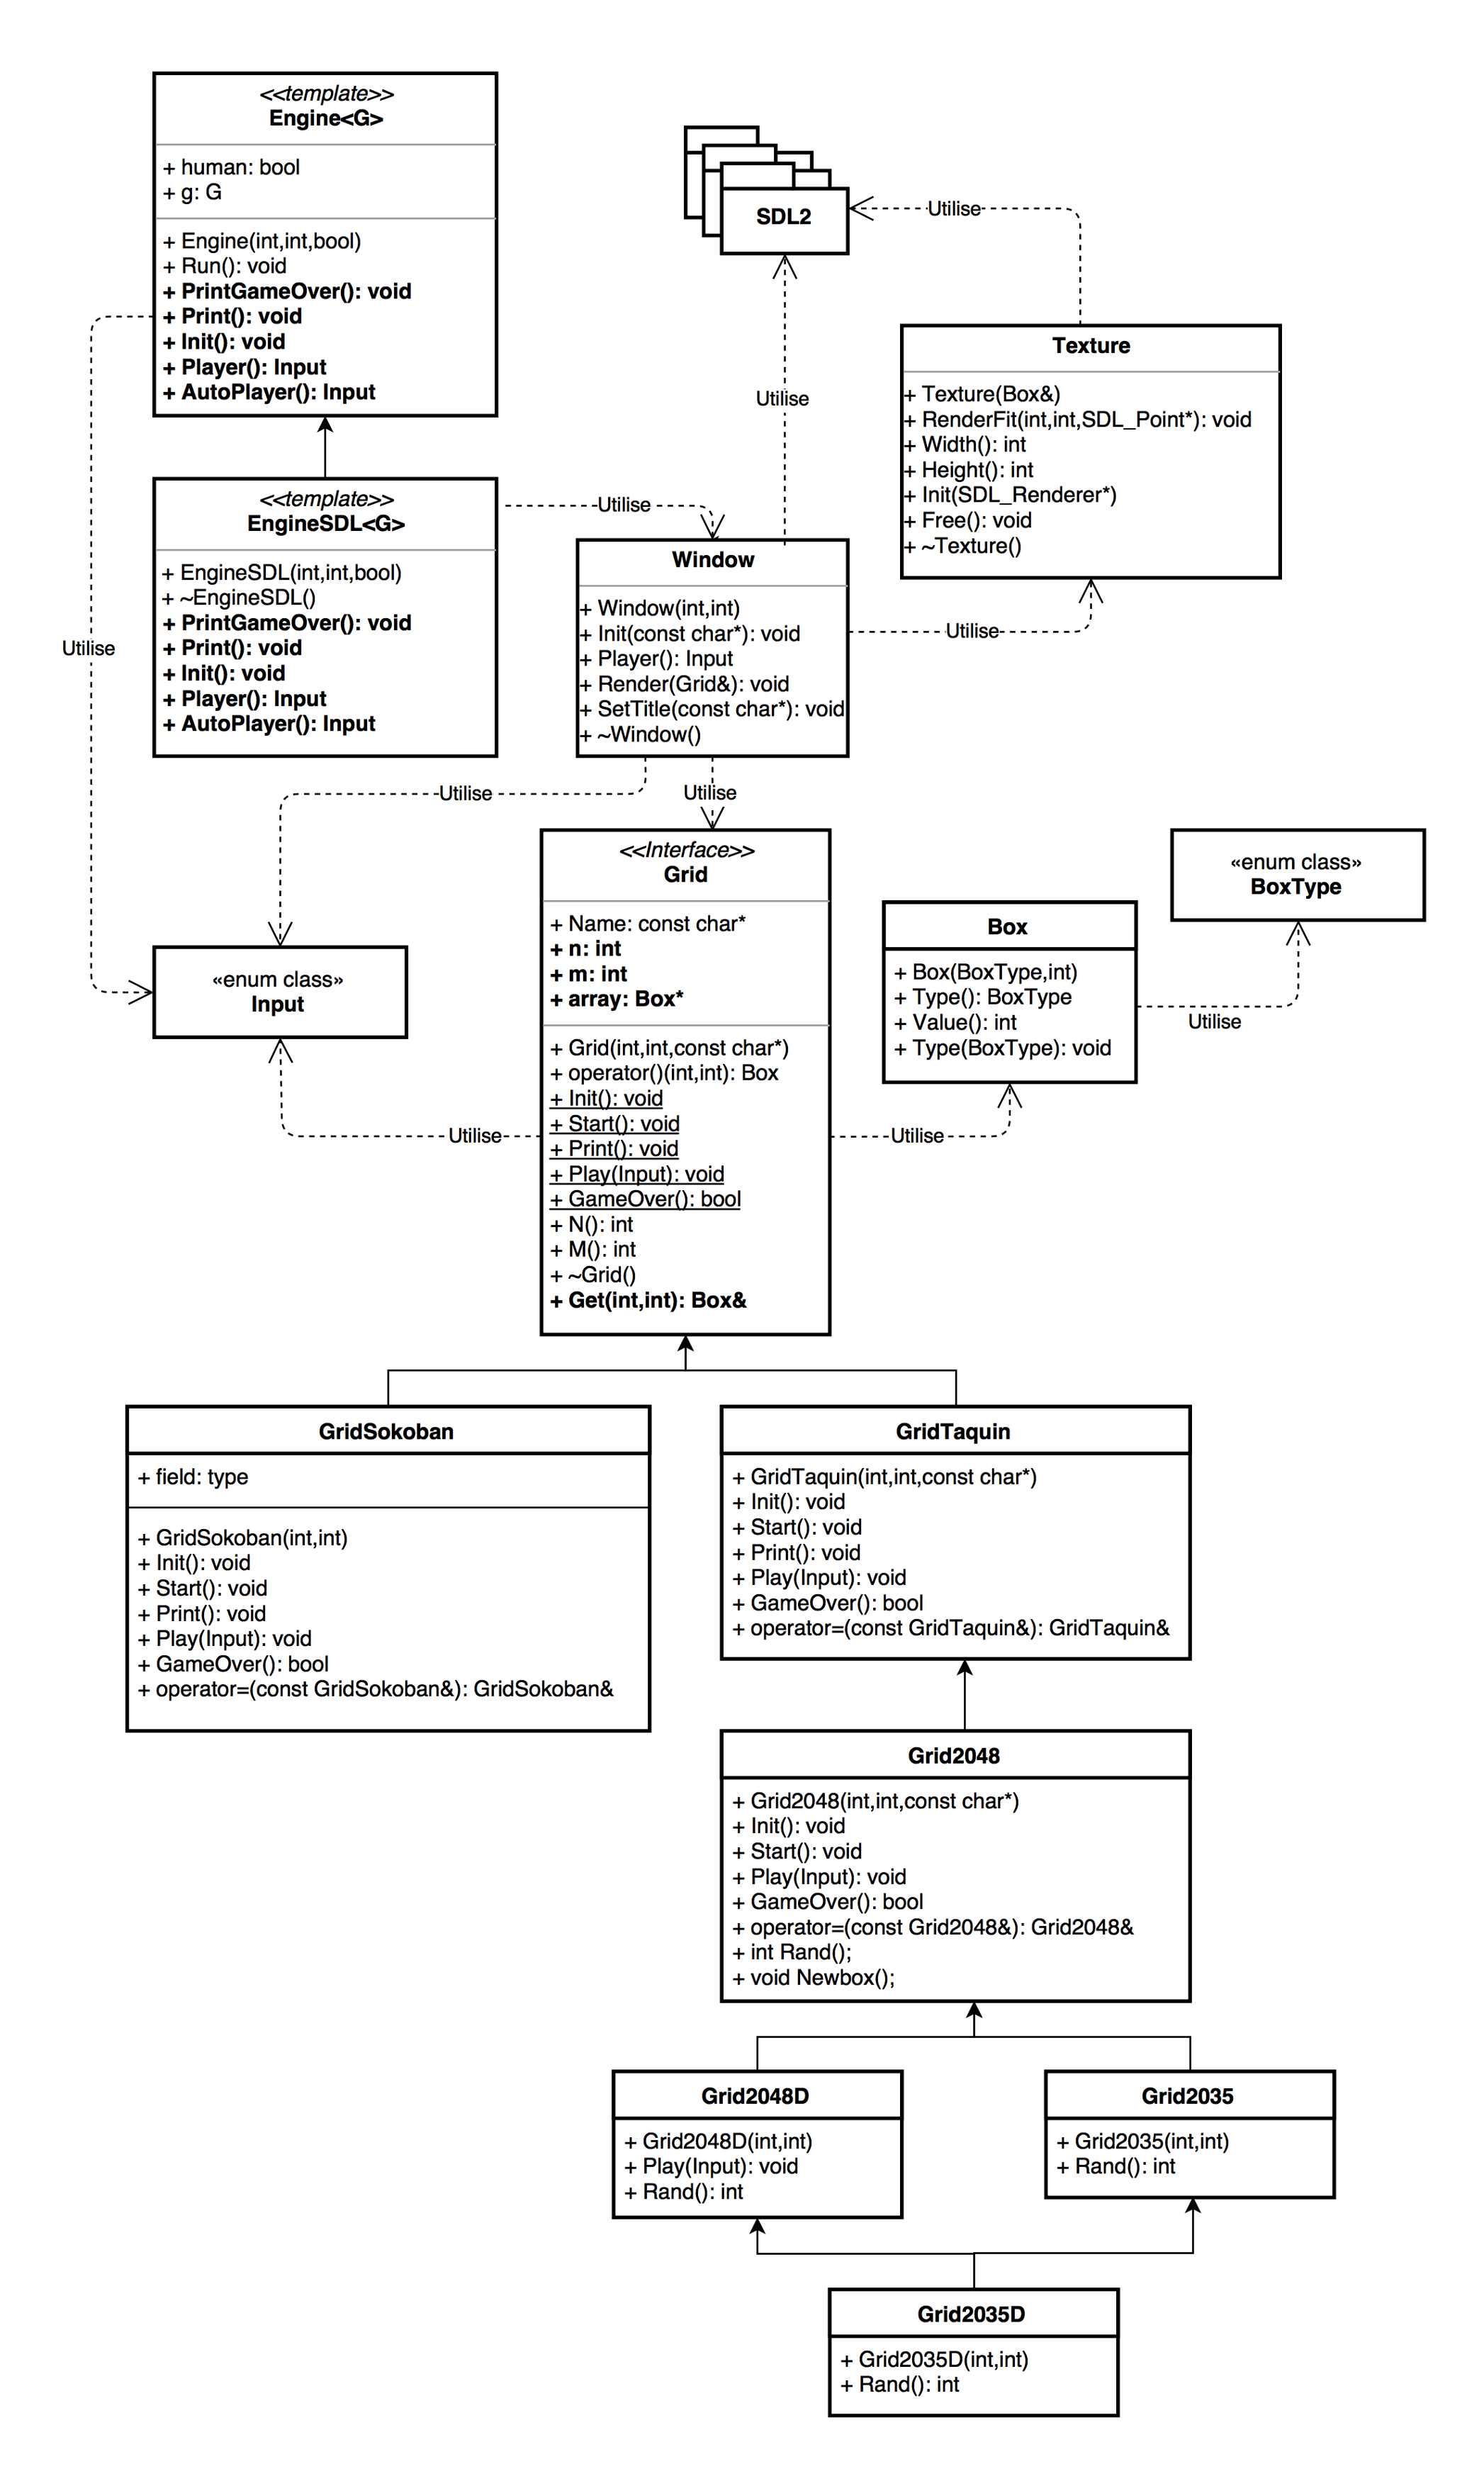 <<template>>
Engine<G>
+ human: bool
+ g: G
+ Engine(int,int,bool)
+ Run(): void
+ PrintGameOver(): void
+ Print(): void
+ Init(): void
+ Player(): Input
+ AutoPlayer(): Input
SDL2
Utilise
Utilise
Texture
+ Texture(Box&)
+ RenderFit(int,int,SDL_Point*): void
+ Width(): int
+ Height(): int
+ Init(SDL_Renderer*)
+ Free(): void
+ ~Texture()
<<template>>
EngineSDL<G>
+ EngineSDL(int,int,bool)
+ ~EngineSDL()
+ PrintGameOver(): void
+ Print(): void
+ Init(): void
+ Player(): Input
+ AutoPlayer(): Input
Utilise
Utilise
Window
+ Window(int,int)
+ Init(const char*): void
+ Player(): Input
+ Render(Grid&): void
+ SetTitle(const char*): void
+ ~Window()
Utilise
Utilise
Utilise
<<Interface>>
Grid
+ Name: const char*
+ n: int
+ m: int
+ array: Box*
+ Grid(int,int,const char*)
+ operator()(int,int): Box
+ Init(): void
+ Start(): void
+ Print(): void
+ Play(Input): void
+ GameOver(): bool
+ N(): int
+ M(): int
+ ~Grid()
+ Get(int,int): Box&
«enum class»
Input
Utilise
Utilise
Box
+ Box(BoxType,int)
+ Type(): BoxType
+ Value(): int
+ Type(BoxType): void
«enum class»
BoxType
Utilise
GridSokoban
+ field: type
+ GridSokoban(int,int)
+ Init(): void
+ Start(): void
+ Print(): void
+ Play(Input): void
+ GameOver(): bool
+ operator=(const GridSokoban&): GridSokoban&
GridTaquin
+ GridTaquin(int,int,const char*)
+ Init(): void
+ Start(): void
+ Print(): void
+ Play(Input): void
+ GameOver(): bool
+ operator=(const GridTaquin&): GridTaquin&
Grid2048
+ Grid2048(int,int,const char*)
+ Init(): void
+ Start(): void
+ Play(Input): void
+ GameOver(): bool
+ operator=(const Grid2048&): Grid2048&
+ int Rand();
+ void Newbox();
Grid2048D
+ Grid2048D(int,int)
+ Play(Input): void
+ Rand(): int
Grid2035
+ Grid2035(int,int)
+ Rand(): int
Grid2035D
+ Grid2035D(int,int)
+ Rand(): int